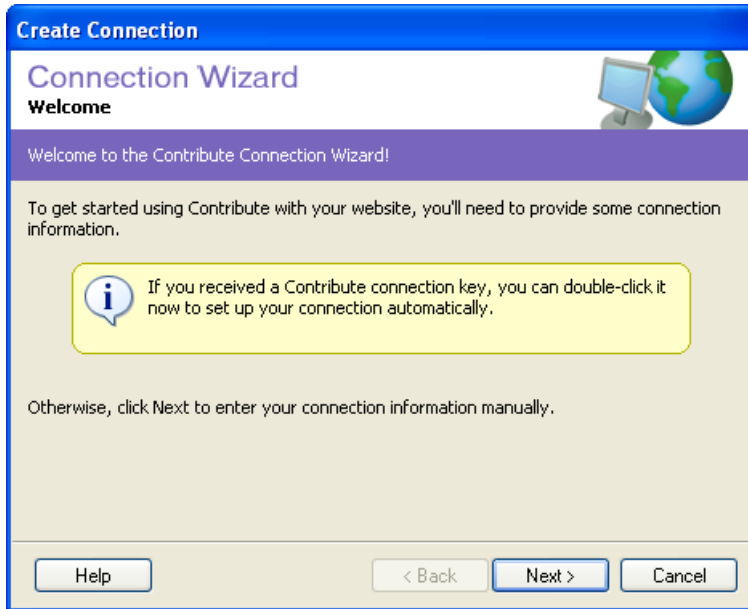 Create Connection
Connection Wizard
Welcome
Welcome to the Contribute Connection Wizard!
To get started using Contribute with your website, you'll need to provide some connection
information.
If you received a Contribute connection key, you can double-click it
now to set up your connection automatically.
Otherwise, click Next to enter your connection information manually.
Help
< Back
Next >
Cancel